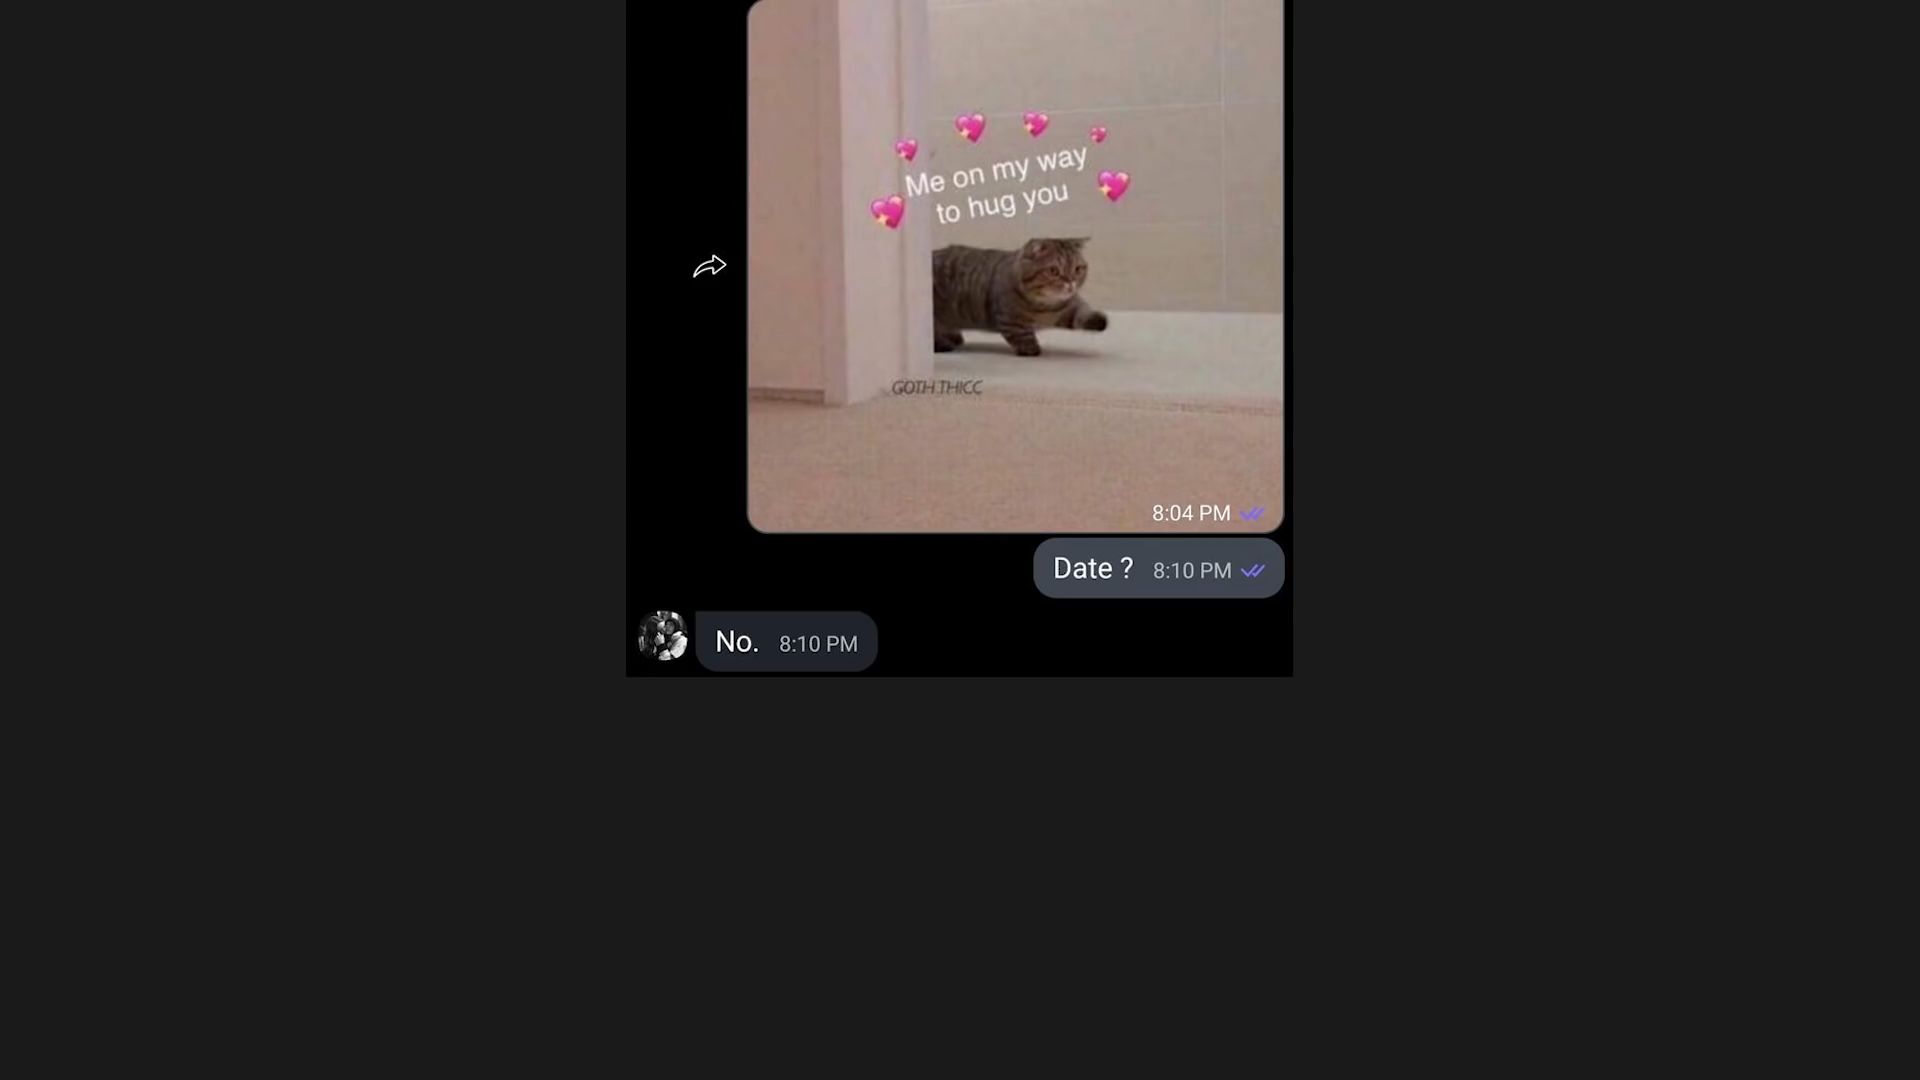 Me on my way
to hug you
GOTH THICC
8:04 PM
Date ? 8:10 PM
No. 8:10 PM